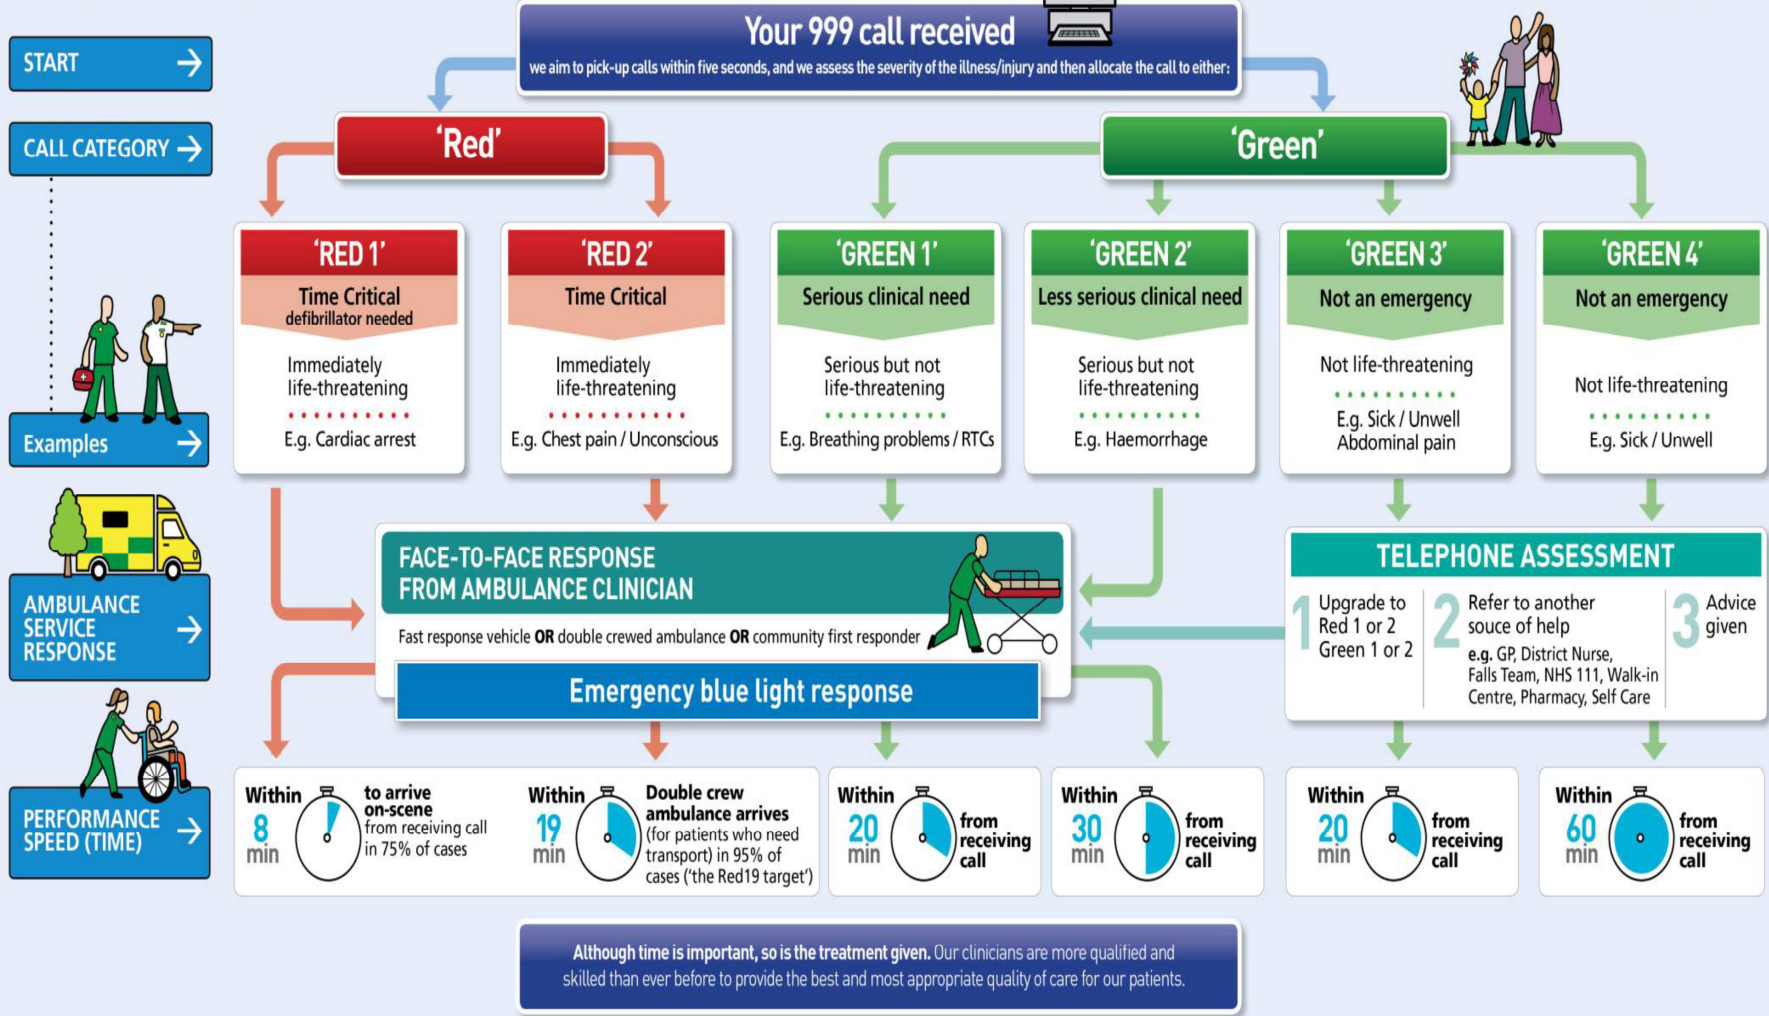 Your 999 call received
we aim to pick-up calls within five seconds, and we assess the severity of the illness/injury and then allocate the call to either:
START
CALL CATEGORY
'Red'
'Green'
'RED 1'
Time Critical
defibrillator needed
Immediately
life-threatening
E.g. Cardiac arrest
'RED 2'
Time Critical
Immediately
life-threatening
E.g. Chest pain / Unconscious
'GREEN 1'
Serious clinical need
Serious but not
life-threatening
E.g. Breathing problems / RTCs
'GREEN 2'
Less serious clinical need
Serious but not
life-threatening
E.g. Haemorrhage
'GREEN 3'
Not an emergency
Not life-threatening
E.g. Sick / Unwell
Abdominal pain
'GREEN 4'
Not an emergency
Not life-threatening
E.g. Sick / Unwell
Examples
AMBULANCE
SERVICE
RESPONSE
FACE-TO-FACE RESPONSE
FROM AMBULANCE CLINICIAN
Fast response vehicle OR double crewed ambulance OR community first responder
Emergency blue light response
TELEPHONE ASSESSMENT
1 Upgrade to
Red 1 or 2
Green 1 or 2
2 Refer to another
souce of help
e.g. GP, District Nurse,
Falls Team, NHS 111, Walk-in
Centre, Pharmacy, Self Care
3 Advice
given
PERFORMANCE
SPEED (TIME)
Within
8
min
to arrive
on-scene
from receiving call
in 75% of cases
Within
19
min
Double crew
ambulance arrives
(for patients who need
transport) in 95% of
cases ('the Red19 target')
Within
20
min
from
receiving
call
Within
30
min
from
receiving
call
Within
20
min
from
receiving
call
Within
60
min
from
receiving
call
Although time is important, so is the treatment given. Our clinicians are more qualified and
skilled than ever before to provide the best and most appropriate quality of care for our patients.